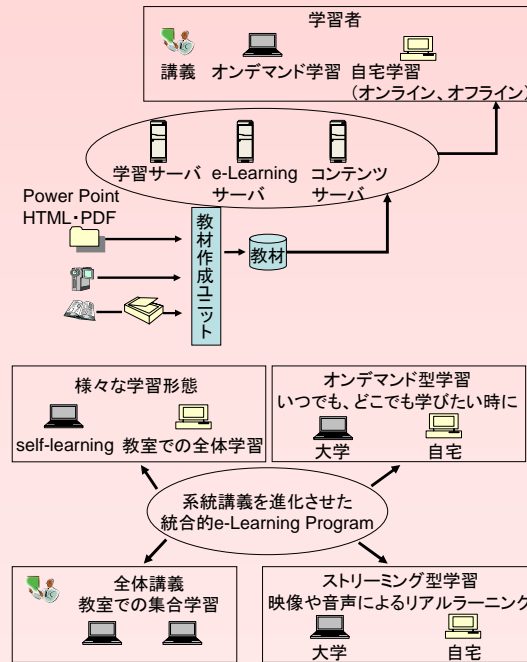 学習者
講義 オンデマンド学習 自宅学習
(オンライン、オフライン)
学習サーバ e-Learning コンテンツ
サーバ サーバ
Power Point
HTML・PDF
教材作成ユニット
教材
様々な学習形態
self-learning 教室での全体学習
オンデマンド型学習
いつでも、どこでも学びたい時に
大学 自宅
系統講義を進化させた
統合的e-Learning Program
全体講義
教室での集合学習
ストリーミング型学習
映像や音声によるリアルラーニング
大学 自宅